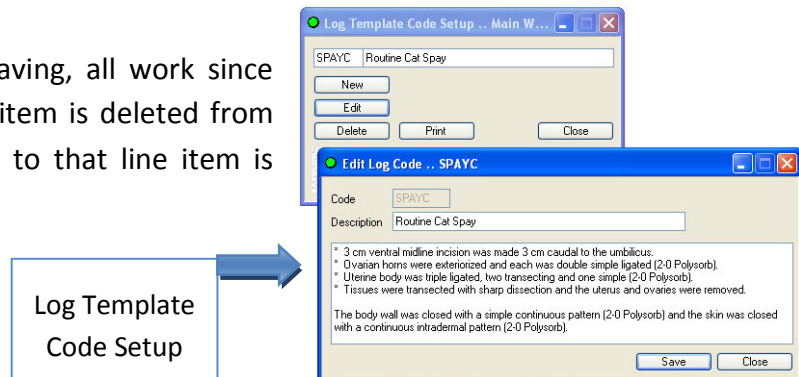 aving, all work since
item is deleted from
to that line item is
Log Template Code Setup .. Main W...
SPAYC Routine Cat Spay
New
Edit
Delete Print Close
Edit Log Code .. SPAYC
Code SPAYC
Description Routine Cat Spay
* 3 cm ventral midline incision was made 3 cm caudal to the umbilicus.
* Ovarian horns were exteriorized and each was double simple ligated (2-0 Polysorb).
* Uterine body was triple ligated, two transecting and one simple (2-0 Polysorb).
* Tissues were transected with sharp dissection and the uterus and ovaries were removed.
The body wall was closed with a simple continuous pattern (2-0 Polysorb) and the skin was closed
with a continuous intradermal pattern (2-0 Polysorb).
Save Close
Log Template
Code Setup